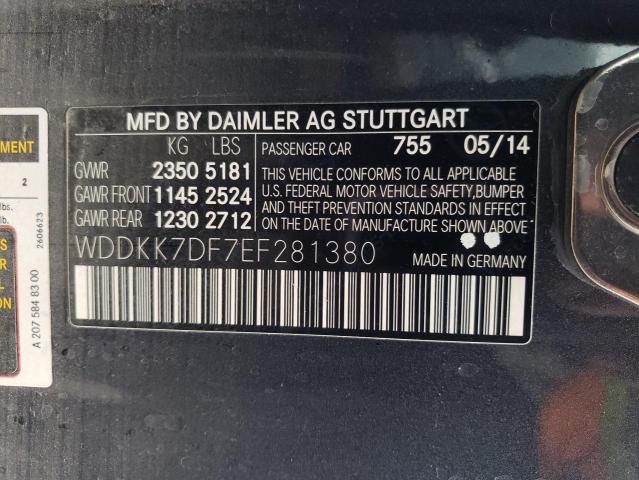 MFD BY DAIMLER AG STUTTGART
KG LBS
GVWR 2350 5181
GAWR FRONT 1145 2524
GAWR REAR 1230 2712
PASSENGER CAR 755 05/14
THIS VEHICLE CONFORMS TO ALL APPLICABLE
U.S. FEDERAL MOTOR VEHICLE SAFETY, BUMPER
AND THEFT PREVENTION STANDARDS IN EFFECT
ON THE DATE OF MANUFACTURE SHOWN ABOVE.
WDDKK7DF7EF281380
MADE IN GERMANY
2
lbs.
lbs.
2606623
A 207 584 83 00